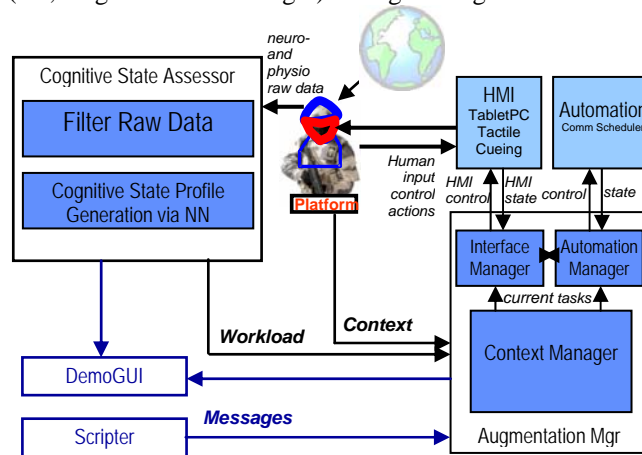 neuro-
and
physio
raw data
Cognitive State Assessor
Filter Raw Data
Cognitive State Profile
Generation via NN
Platform
HMI
TabletPC
Tactile
Cueing
Automation
Comm Scheduler
Human
input
control
actions
HMI
control
HMI
state
control
state
Interface
Manager
Automation
Manager
current tasks
Context Manager
Augmentation Mgr
Workload
Context
DemoGUI
Messages
Scripter